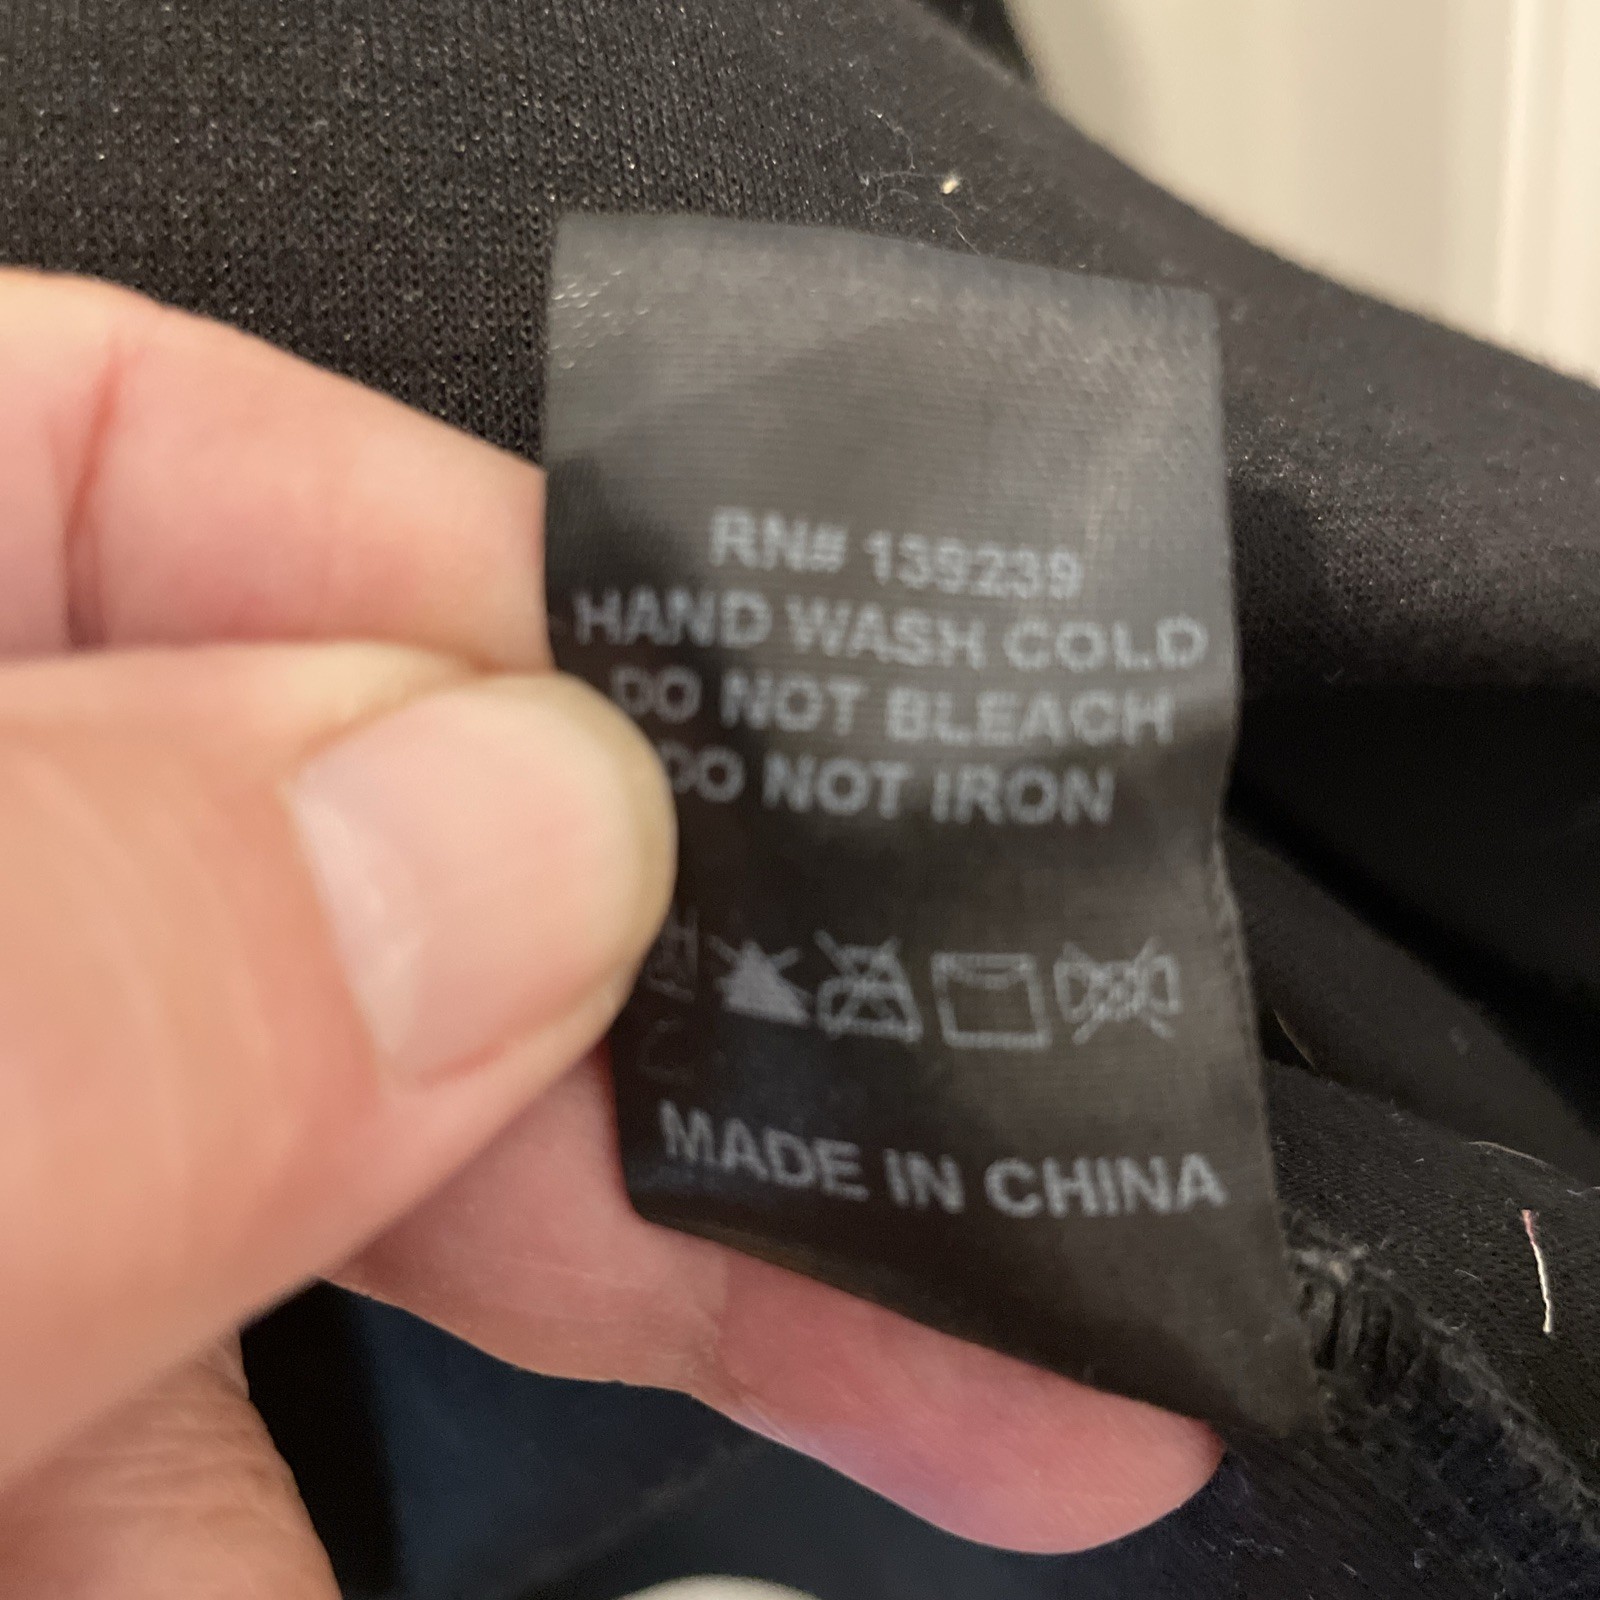 RN# 139239
HAND WASH COLD
DO NOT BLEACH
DO NOT IRON
MADE IN CHINA